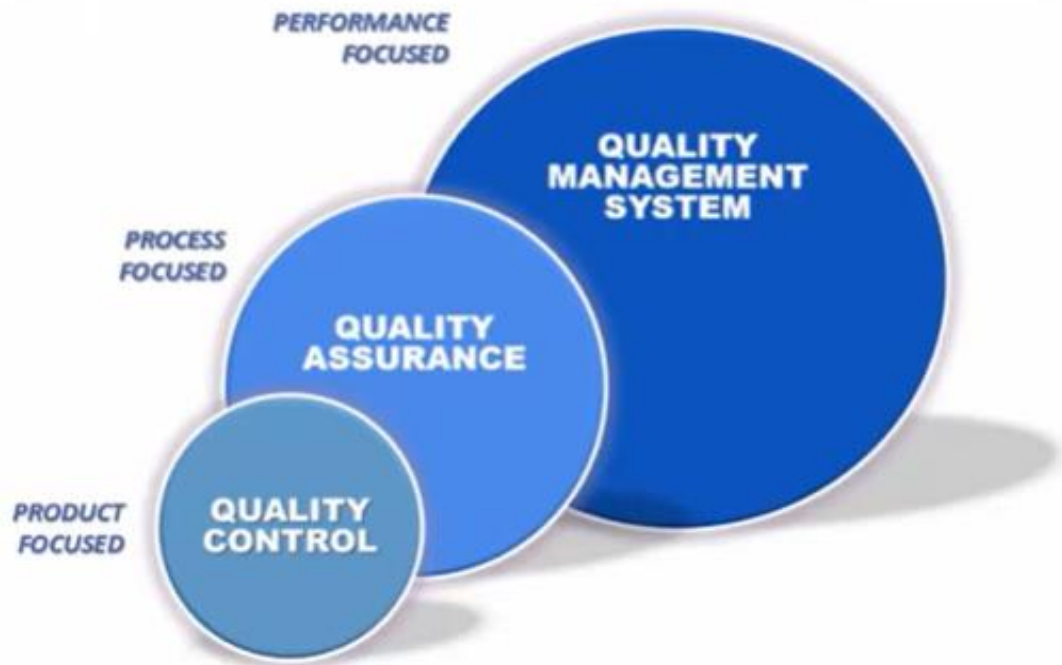 PERFORMANCE
FOCUSED
QUALITY
MANAGEMENT
SYSTEM
PROCESS
FOCUSED
QUALITY
ASSURANCE
PRODUCT
FOCUSED
QUALITY
CONTROL